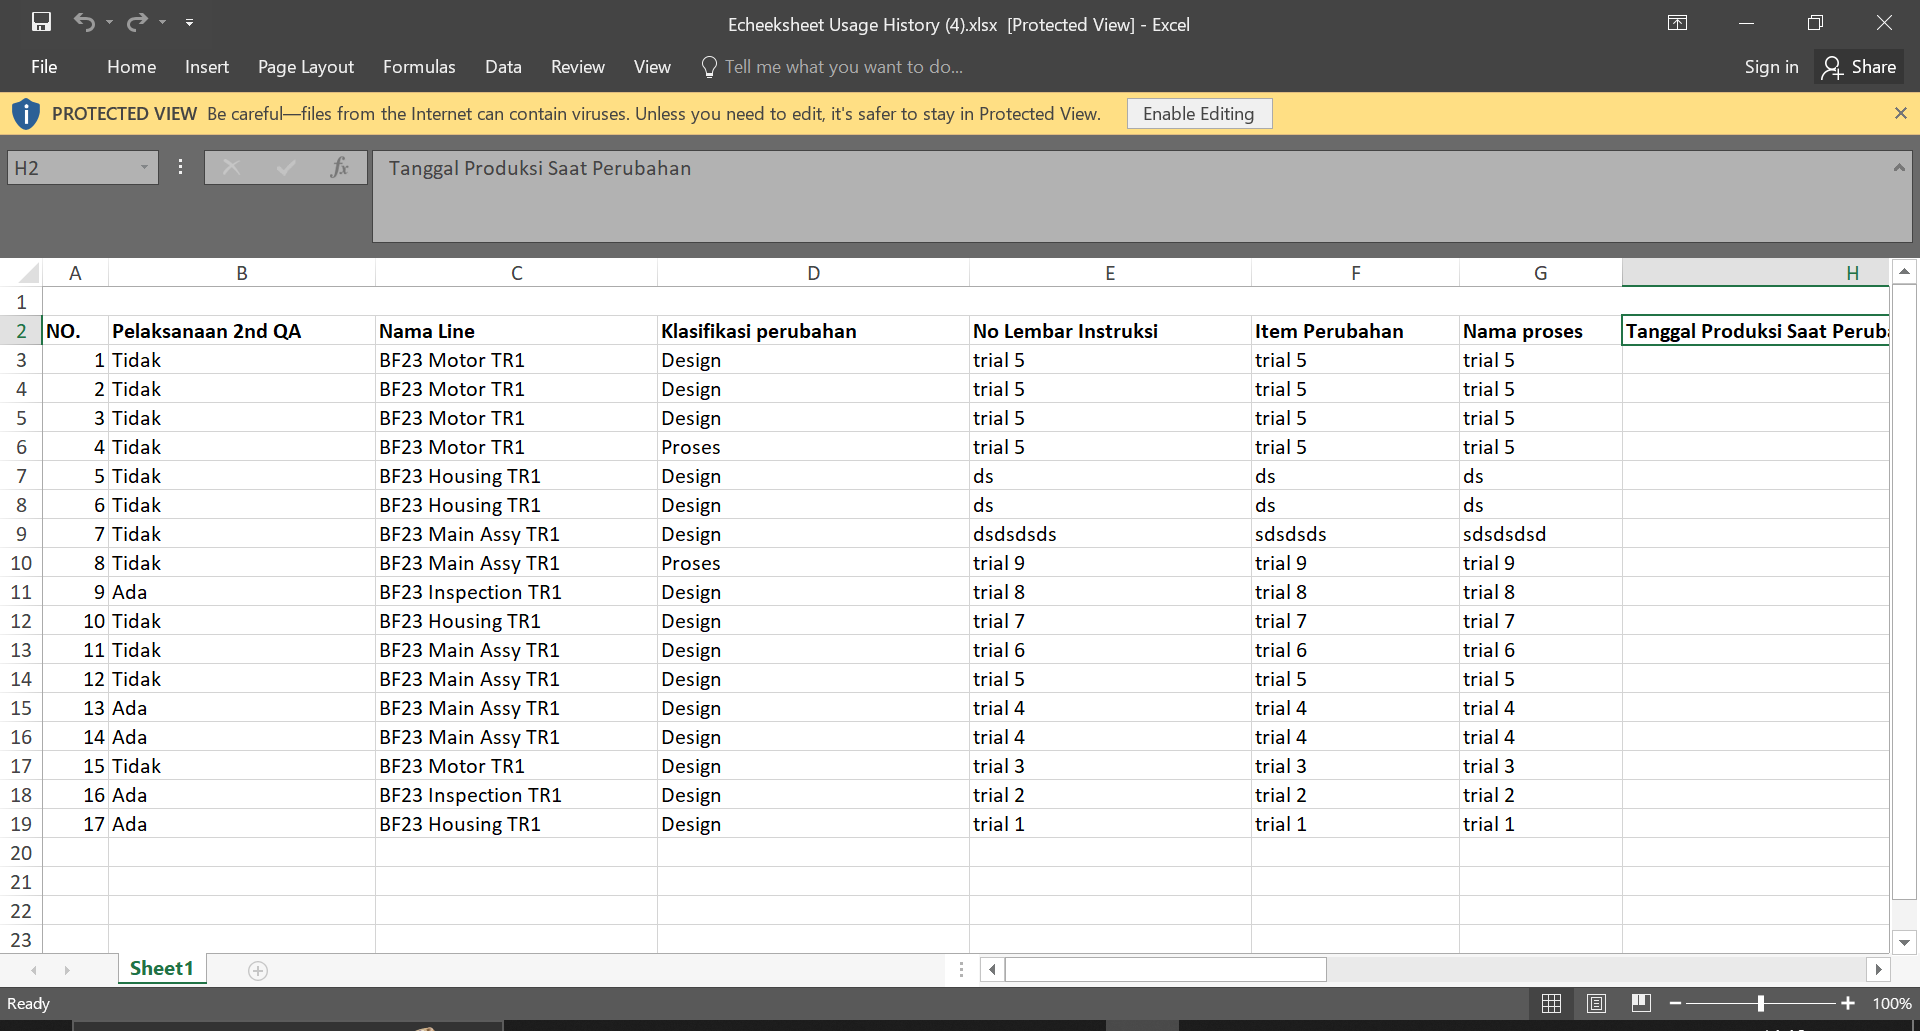 Echeeksheet Usage History (4).xlsx [Protected View] - Excel
File Home Insert Page Layout Formulas Data Review View Tell me what you want to do... Sign in Share
PROTECTED VIEW Be careful—files from the Internet can contain viruses. Unless you need to edit, it's safer to stay in Protected View. Enable Editing
H2 fx Tanggal Produksi Saat Perubahan
A B C D E F G H
1
2 NO. Pelaksanaan 2nd QA Nama Line Klasifikasi perubahan No Lembar Instruksi Item Perubahan Nama proses Tanggal Produksi Saat Peruba
3 1 Tidak BF23 Motor TR1 Design trial 5 trial 5 trial 5
4 2 Tidak BF23 Motor TR1 Design trial 5 trial 5 trial 5
5 3 Tidak BF23 Motor TR1 Design trial 5 trial 5 trial 5
6 4 Tidak BF23 Motor TR1 Proses trial 5 trial 5 trial 5
7 5 Tidak BF23 Housing TR1 Design ds ds ds
8 6 Tidak BF23 Housing TR1 Design ds ds ds
9 7 Tidak BF23 Main Assy TR1 Design dsdsdsds sdsdsds sdsdsdsd
10 8 Tidak BF23 Main Assy TR1 Proses trial 9 trial 9 trial 9
11 9 Ada BF23 Inspection TR1 Design trial 8 trial 8 trial 8
12 10 Tidak BF23 Housing TR1 Design trial 7 trial 7 trial 7
13 11 Tidak BF23 Main Assy TR1 Design trial 6 trial 6 trial 6
14 12 Tidak BF23 Main Assy TR1 Design trial 5 trial 5 trial 5
15 13 Ada BF23 Main Assy TR1 Design trial 4 trial 4 trial 4
16 14 Ada BF23 Main Assy TR1 Design trial 4 trial 4 trial 4
17 15 Tidak BF23 Motor TR1 Design trial 3 trial 3 trial 3
18 16 Ada BF23 Inspection TR1 Design trial 2 trial 2 trial 2
19 17 Ada BF23 Housing TR1 Design trial 1 trial 1 trial 1
20
21
22
23
Sheet1
Ready 100%